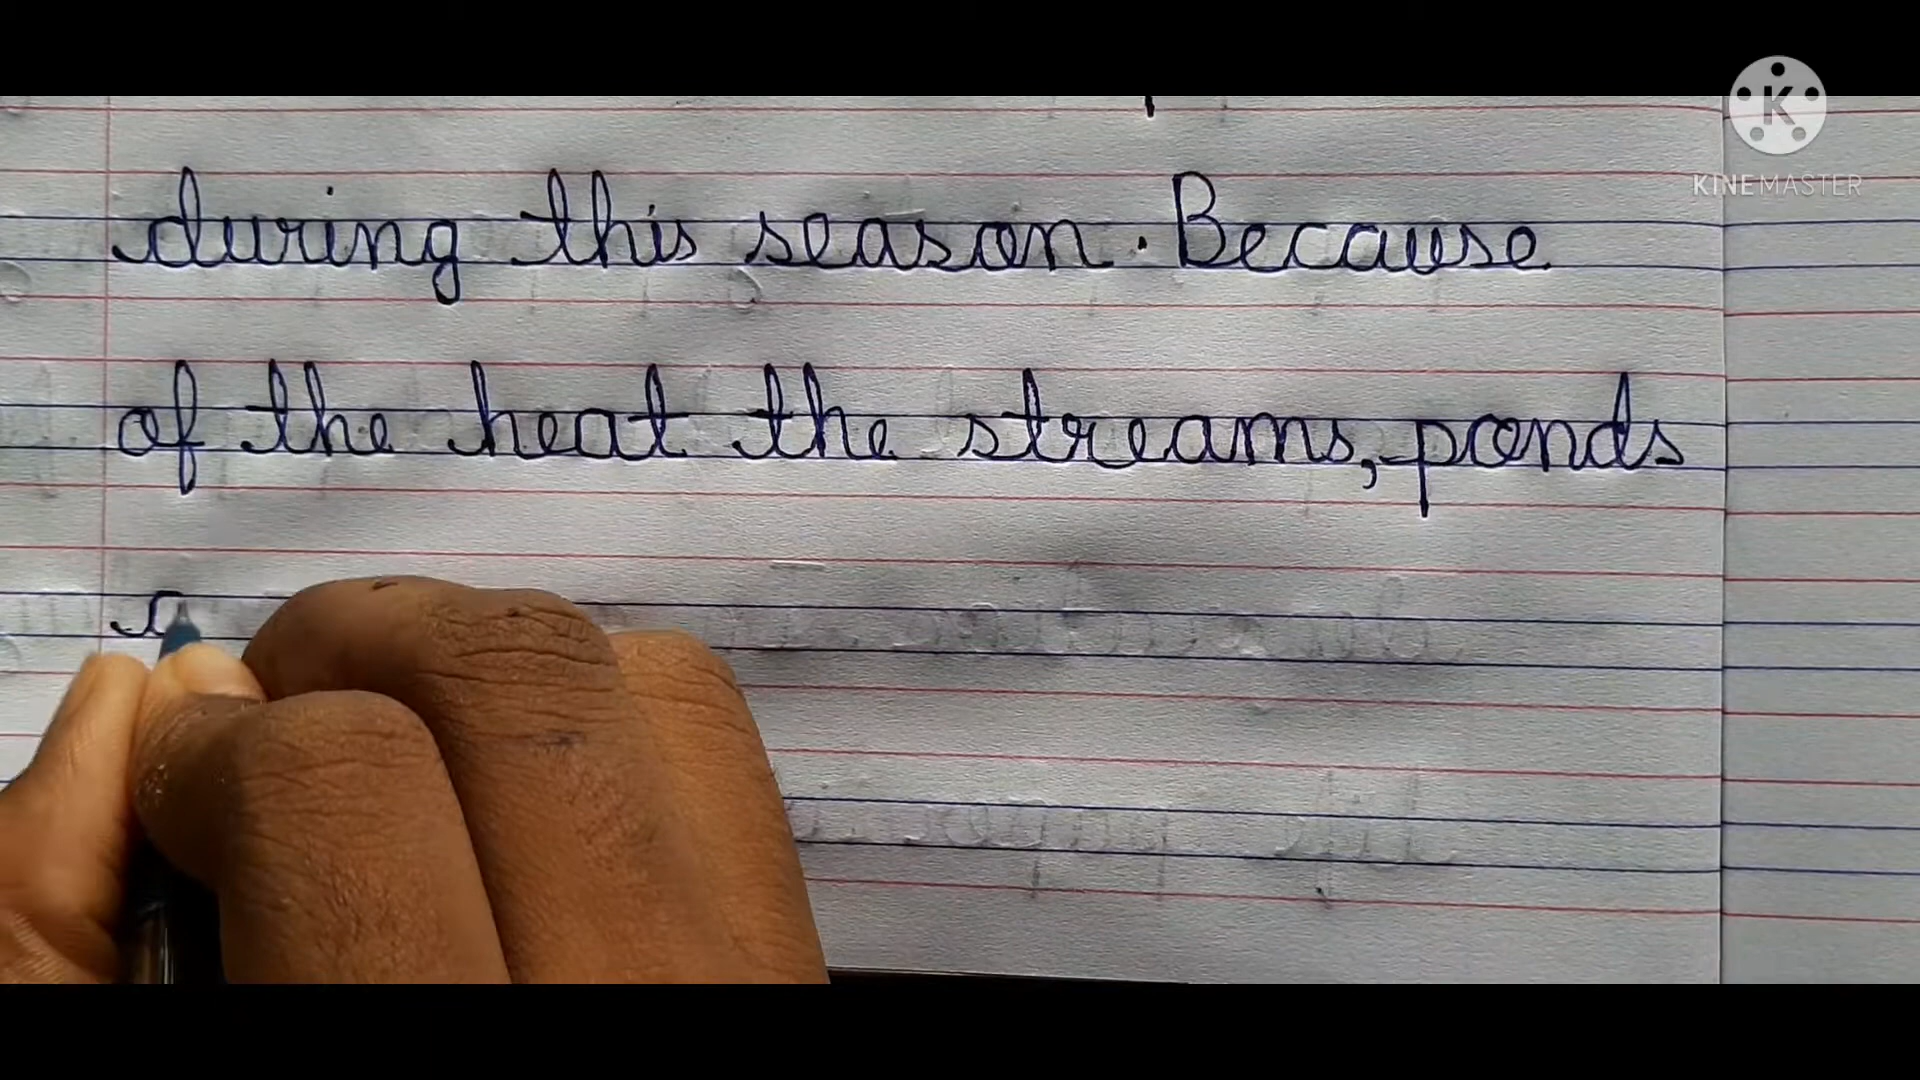 KINEMASTER
during this season. Because
of the heat the streams, ponds